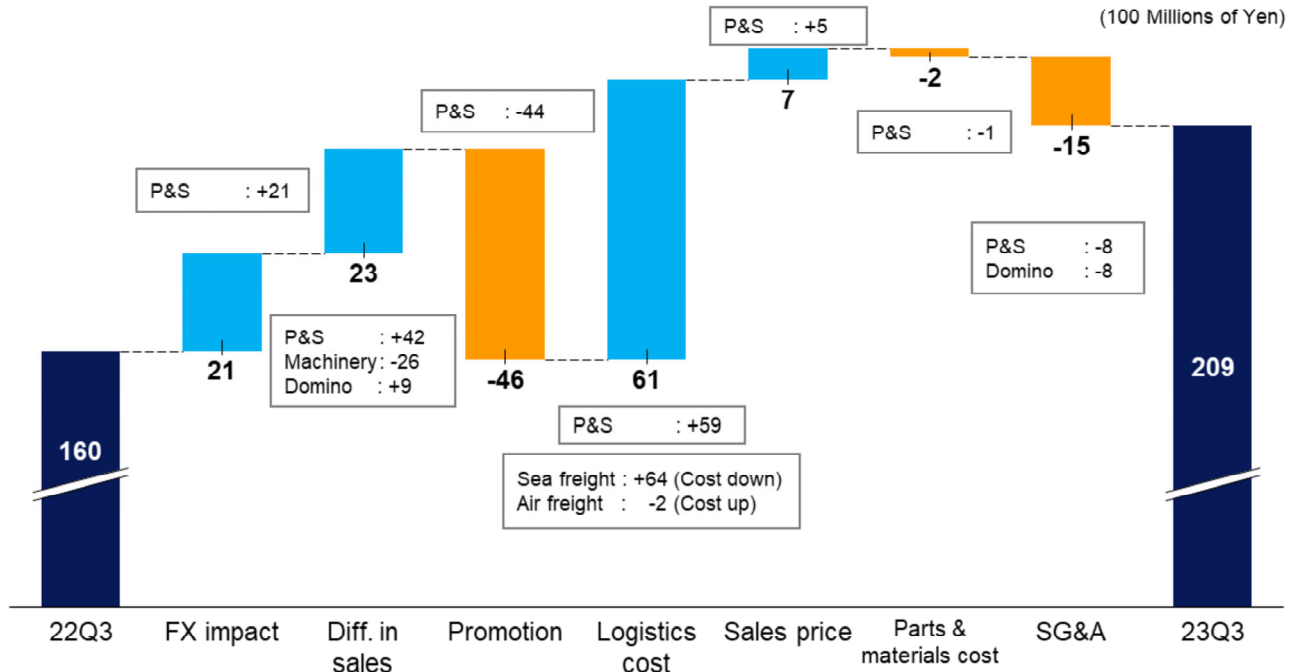 (100 Millions of Yen)
P&S : +5
7
-2
P&S : -1
-15
P&S : -44
P&S : +21
23
21
P&S : +42
Machinery : -26
Domino : +9
-46
61
P&S : +59
Sea freight : +64 (Cost down)
Air freight : -2 (Cost up)
P&S : -8
Domino : -8
160
209
22Q3
FX impact
Diff. in
sales
Promotion
Logistics
cost
Sales price
Parts &
materials cost
SG&A
23Q3